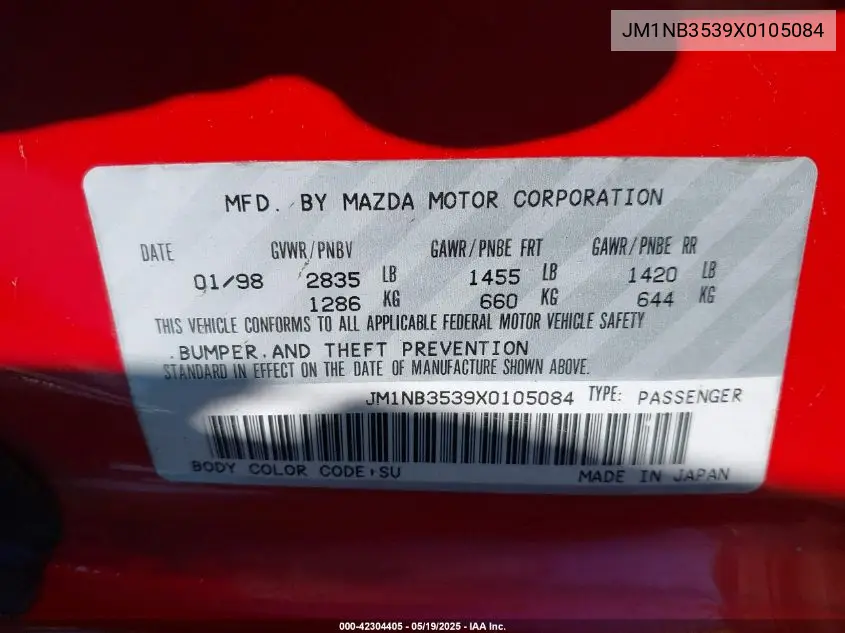 JM1NB3539X0105084
MFD. BY MAZDA MOTOR CORPORATION
DATE GVWR/PNBV GAWR/PNBE FRT GAWR/PNBE RR
01/98 2835 LB 1455 LB 1420 LB
1286 KG 660 KG 644 KG
THIS VEHICLE CONFORMS TO ALL APPLICABLE FEDERAL MOTOR VEHICLE SAFETY
.BUMPER.AND THEFT PREVENTION
STANDARD IN EFFECT ON THE DATE OF MANUFACTURE SHOWN ABOVE.
JM1NB3539X0105084 TYPE: PASSENGER
BODY COLOR CODE:SU MADE IN JAPAN
000-42304405 - 05/19/2025 - IAA Inc.